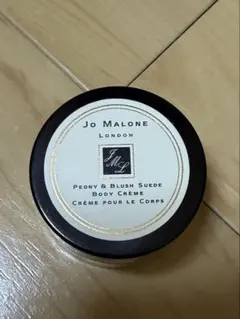 Jo Malone
London
JML
Peony & Blush Suede
Body Crème
Crème pour le Corps